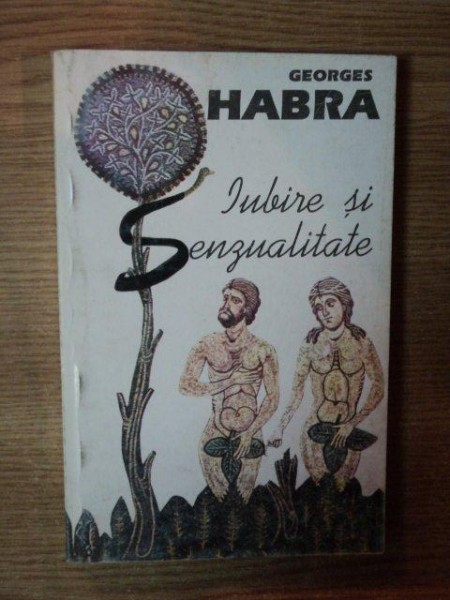 GEORGES
HABRA
Iubire și
Senzualitate